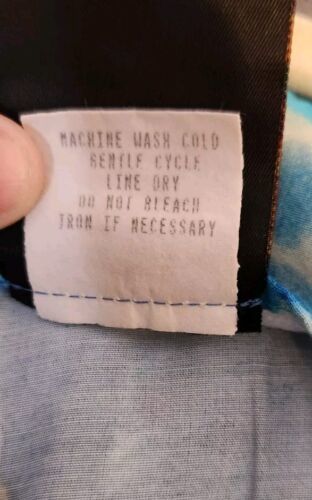 MACHINE WASH COLD
GENTLE CYCLE
LINE DRY
DO NOT BLEACH
IRON IF NECESSARY